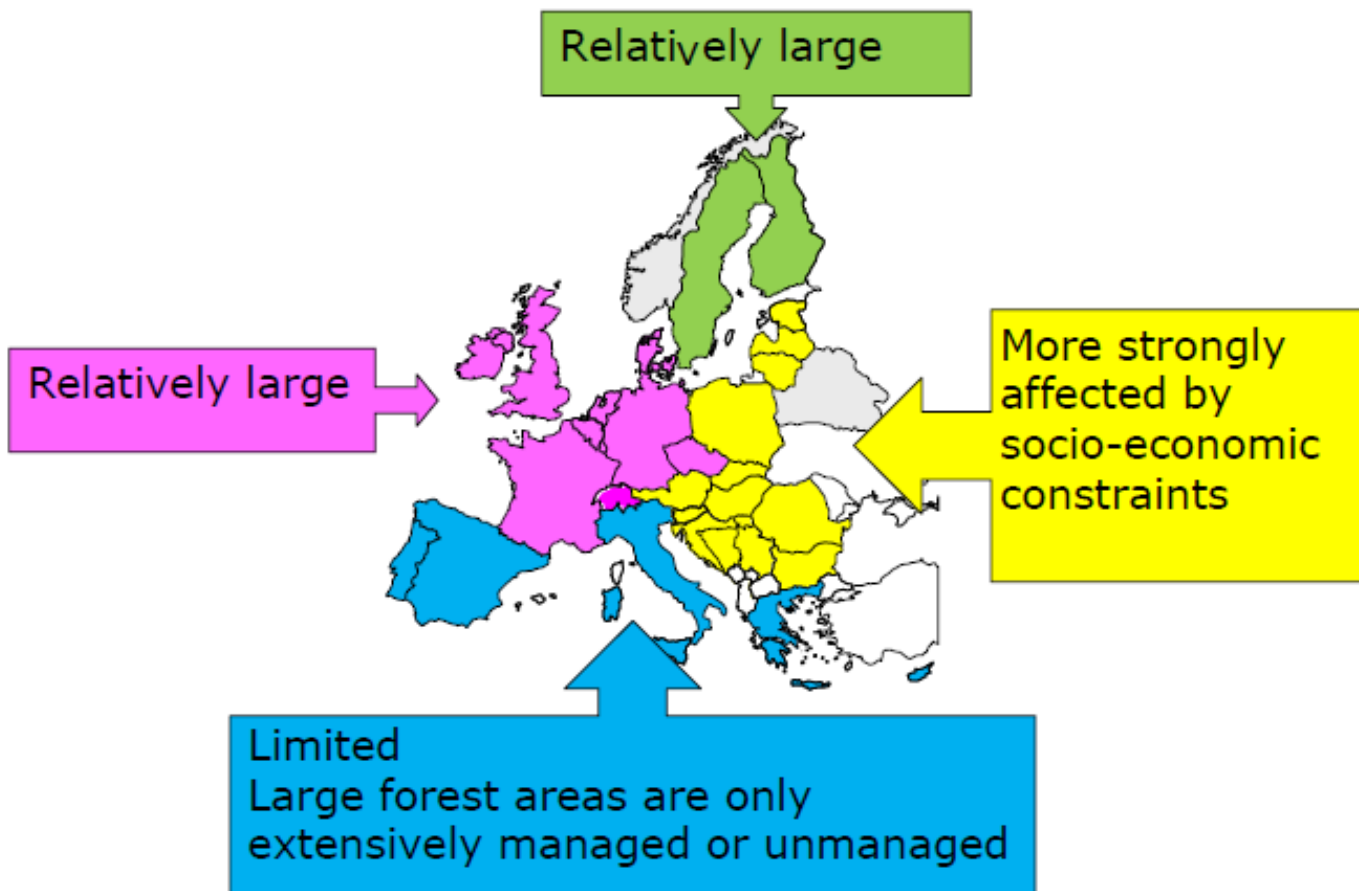 Relatively large
Relatively large
More strongly
affected by
socio-economic
constraints
Limited
Large forest areas are only
extensively managed or unmanaged